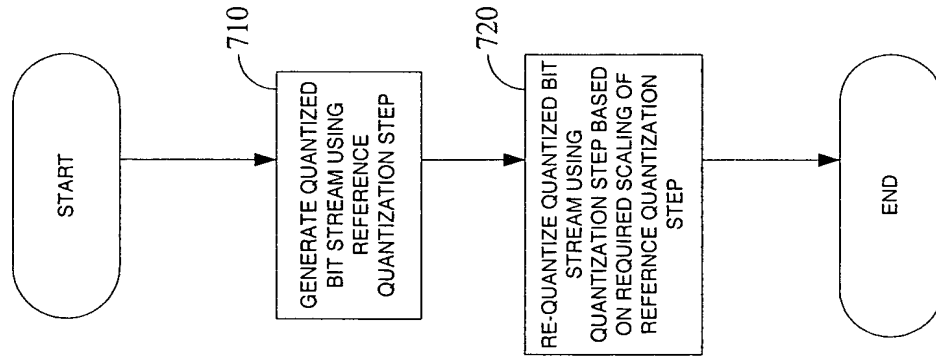 START
710
GENERATE QUANTIZED
BIT STREAM USING
REFERENCE
QUANTIZATION STEP
720
RE-QUANTIZE QUANTIZED BIT
STREAM USING
QUANTIZATION STEP BASED
ON REQUIRED SCALING OF
REFERNCE QUANTIZATION
STEP
END